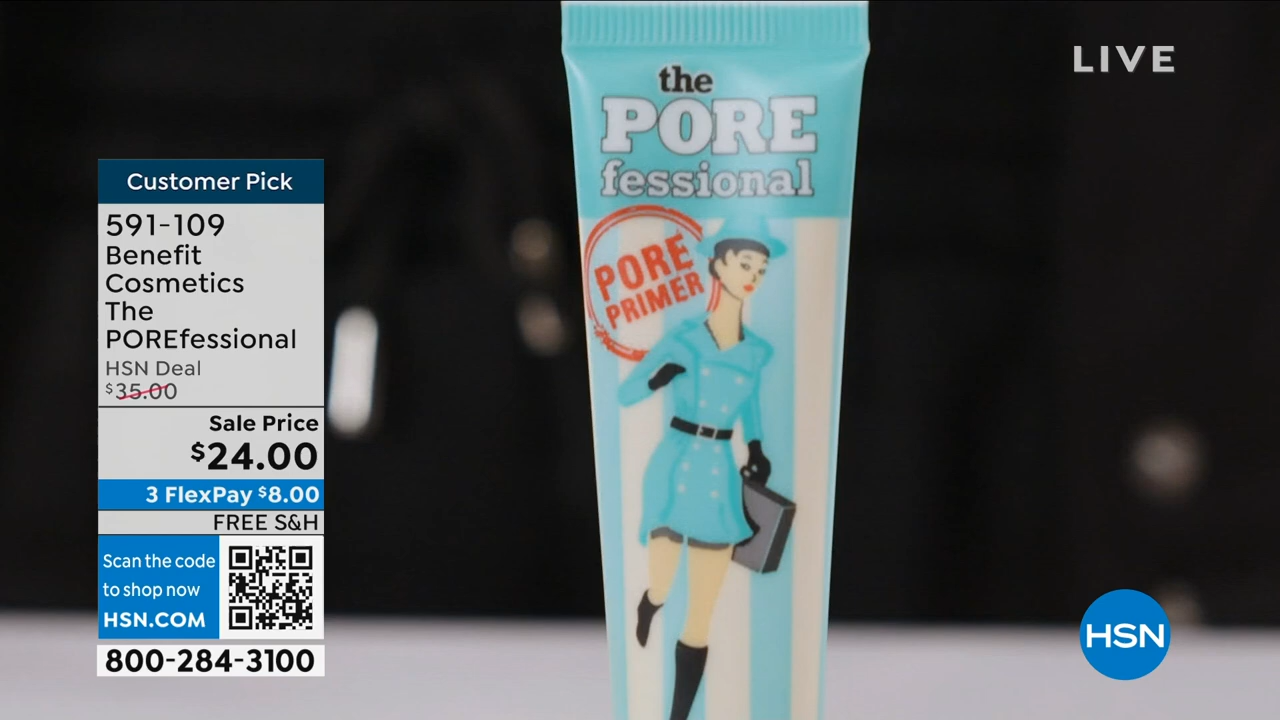 LIVE
the
PORE
fessional
PORE
PRIMER
Customer Pick
591-109
Benefit
Cosmetics
The
POREfessional
HSN Deal
$35.00
Sale Price
$24.00
3 FlexPay $8.00
FREE S&H
Scan the code
to shop now
HSN.COM
800-284-3100
HSN